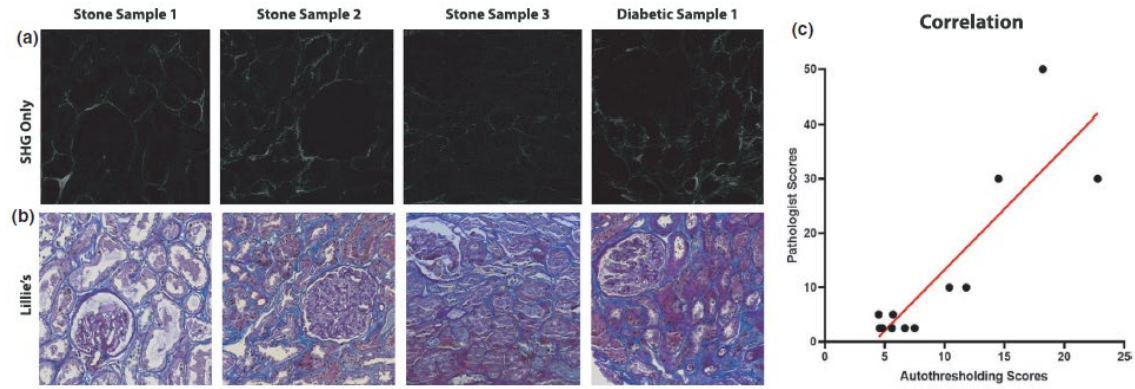 Stone Sample 1
Stone Sample 2
Stone Sample 3
Diabetic Sample 1
(a)
SHG Only
(b)
Lillie's
(c)
Correlation
Pathologist Scores
50
40
30
20
10
0
0 5 10 15 20 25
Autothresholding Scores